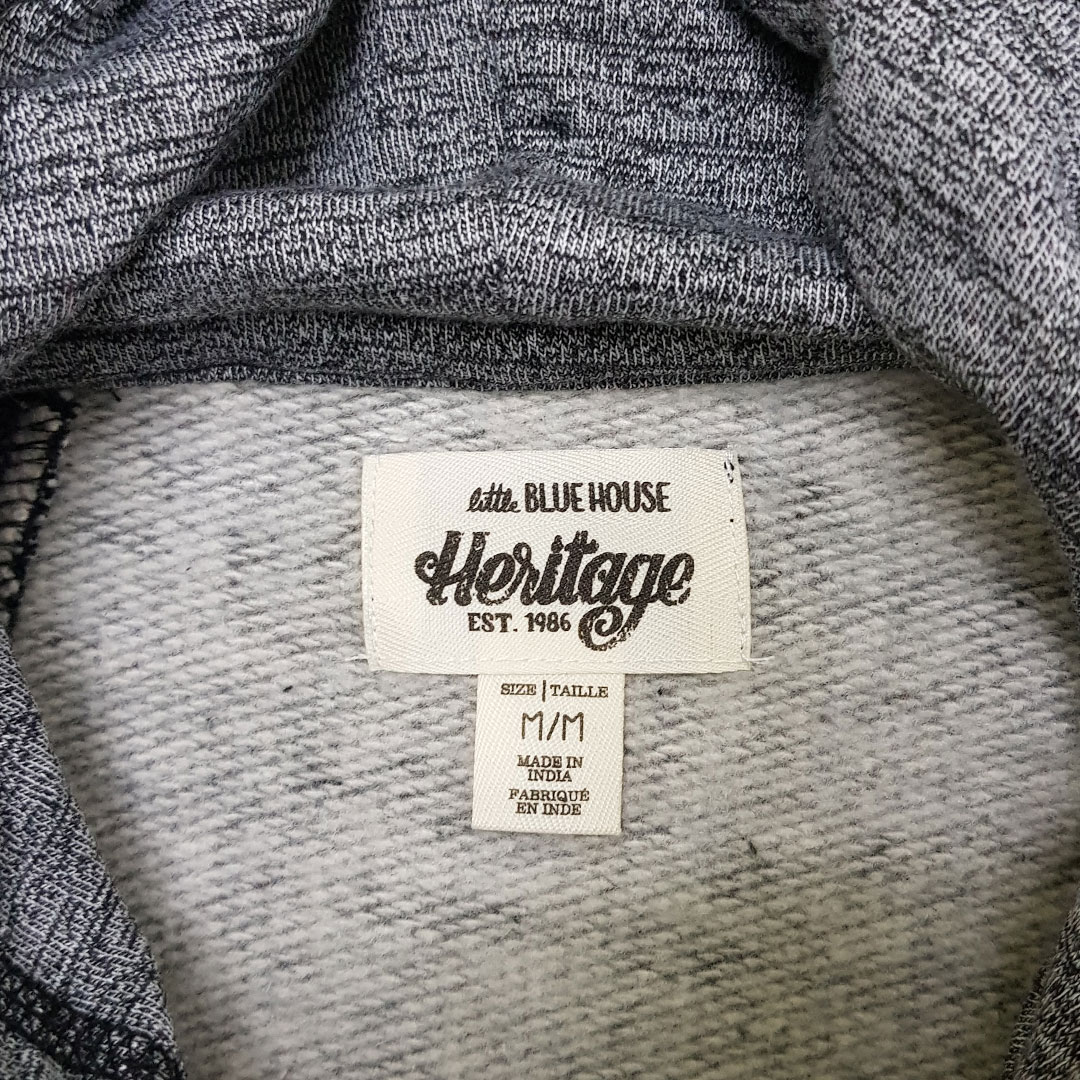 little BLUE HOUSE
Heritage
EST. 1986
SIZE | TAILLE
M/M
MADE IN
INDIA
FABRIQUÉ
EN INDE